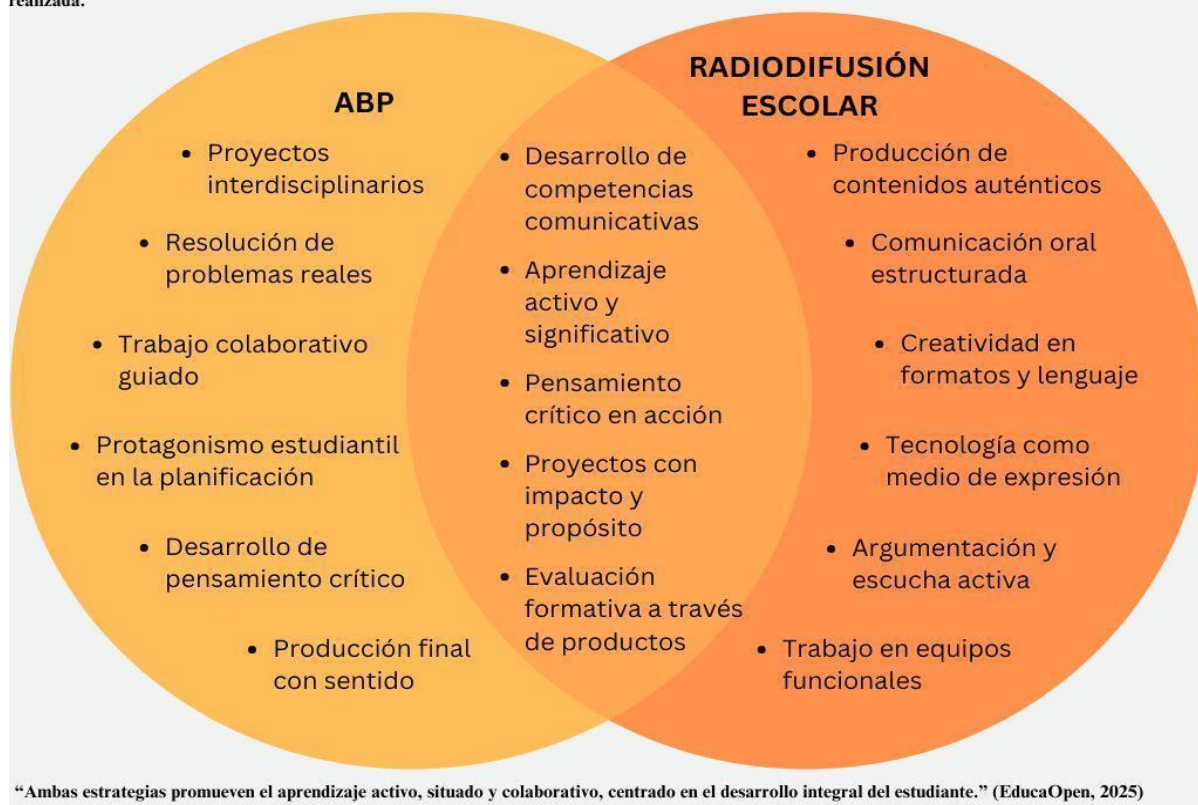 realizada.
ABP
• Proyectos
interdisciplinarios
• Resolución de
problemas reales
• Trabajo colaborativo
guiado
• Protagonismo estudiantil
en la planificación
• Desarrollo de
pensamiento crítico
• Producción final
con sentido
• Desarrollo de
competencias
comunicativas
• Aprendizaje
activo y
significativo
• Pensamiento
crítico en acción
• Proyectos con
impacto y
propósito
• Evaluación
formativa a través
de productos
RADIODIFUSIÓN
ESCOLAR
• Producción de
contenidos auténticos
• Comunicación oral
estructurada
• Creatividad en
formatos y lenguaje
• Tecnología como
medio de expresión
• Argumentación y
escucha activa
• Trabajo en equipos
funcionales
“Ambas estrategias promueven el aprendizaje activo, situado y colaborativo, centrado en el desarrollo integral del estudiante.” (EducaOpen, 2025)